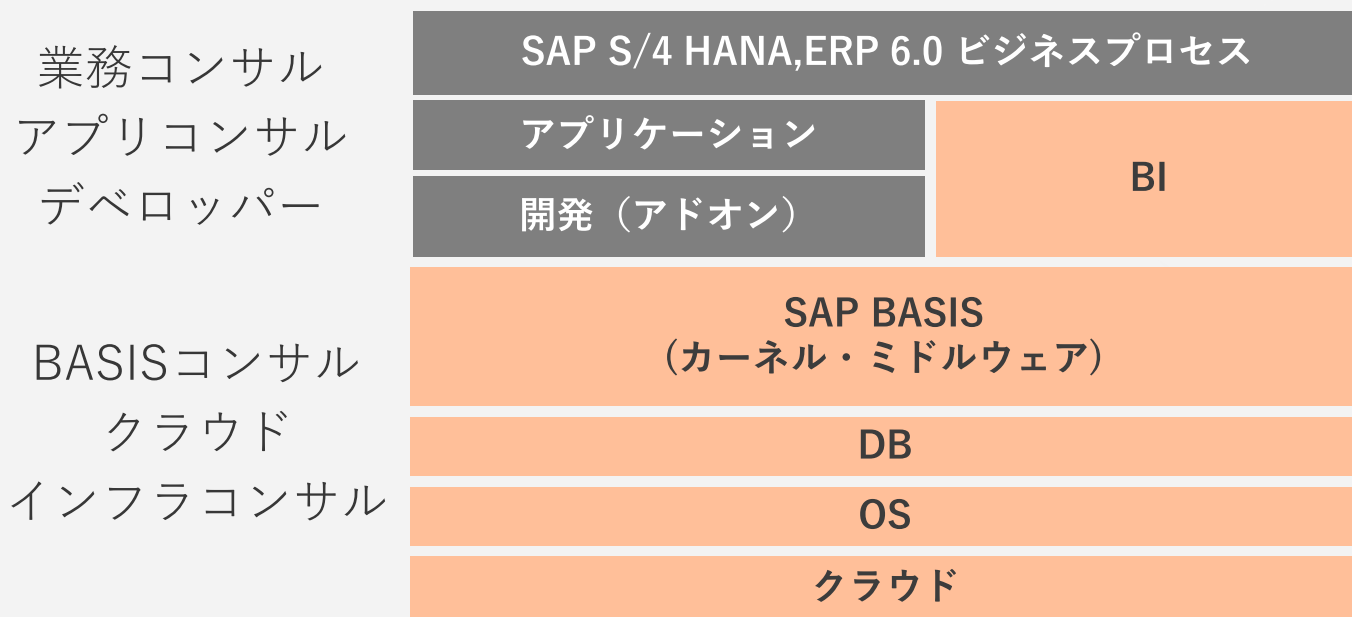 業務コンサル
アプリコンサル
デベロッパー
SAP S/4 HANA,ERP 6.0 ビジネスプロセス
アプリケーション
開発（アドオン）
BI
BASISコンサル
クラウド
インフラコンサル
SAP BASIS
（カーネル・ミドルウェア）
DB
OS
クラウド